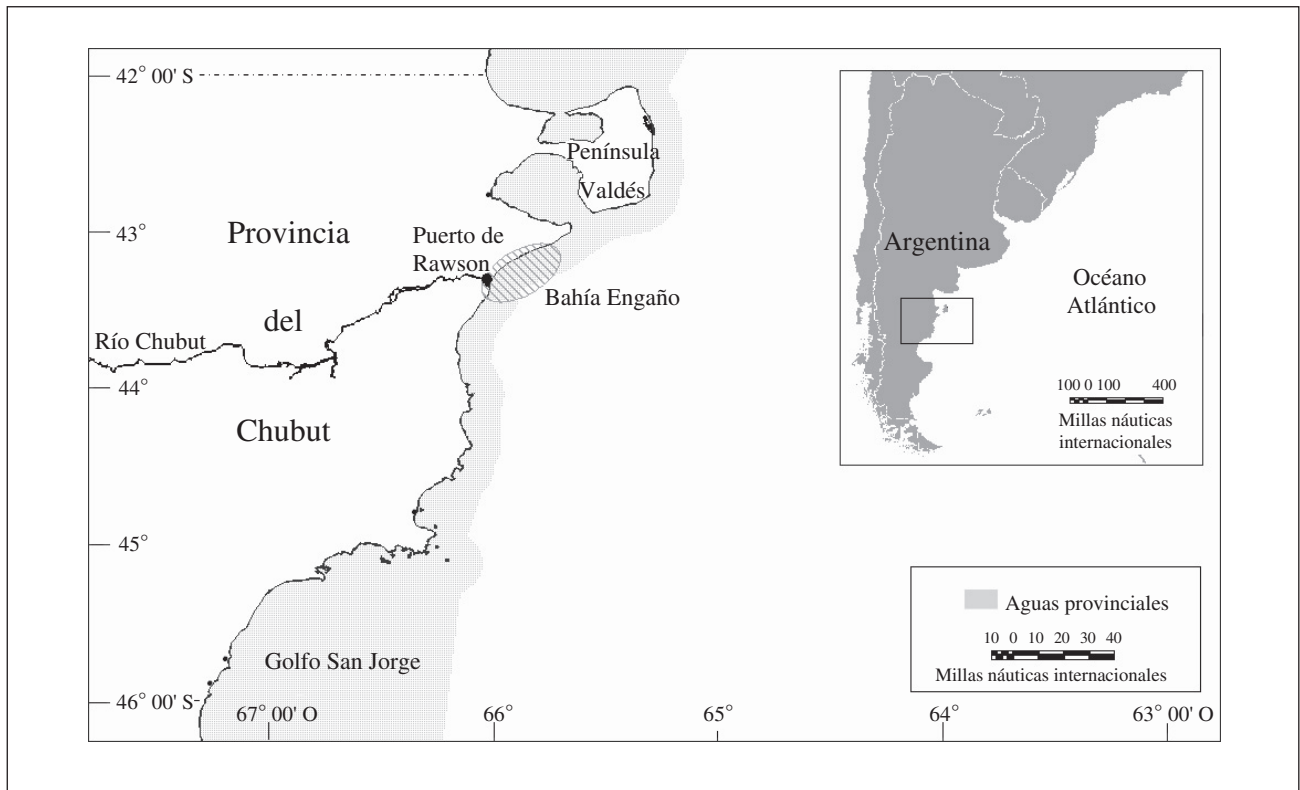 42° 00' S
Península
Valdés
43°
Provincia
Puerto de
Rawson
Bahía Engaño
del
Río Chubut
44°
Chubut
45°
Golfo San Jorge
46° 00' S
67° 00' O
66°
65°
64°
63° 00' O
Argentina
Océano
Atlántico
100 0 100 400
Millas náuticas
internacionales
Aguas provinciales
10 0 10 20 30 40
Millas náuticas internacionales